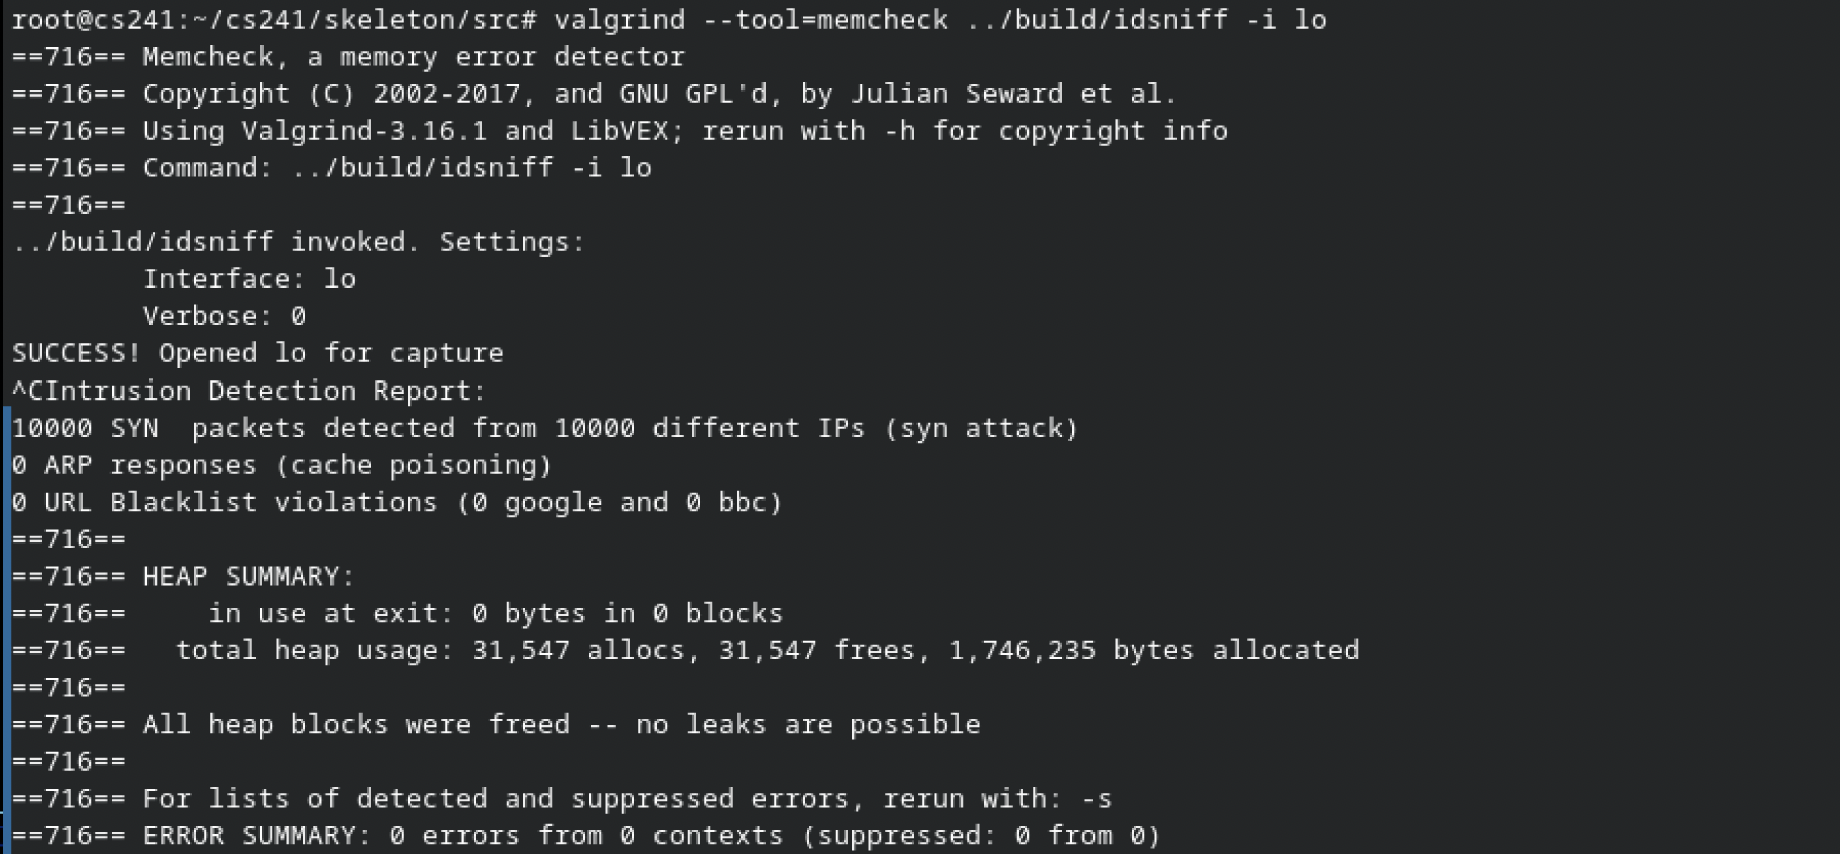 root@cs241:~/cs241/skeleton/src# valgrind --tool=memcheck ../build/idsniff -i lo
==716== Memcheck, a memory error detector
==716== Copyright (C) 2002-2017, and GNU GPL'd, by Julian Seward et al.
==716== Using Valgrind-3.16.1 and LibVEX; rerun with -h for copyright info
==716== Command: ../build/idsniff -i lo
==716==
../build/idsniff invoked. Settings:
        Interface: lo
        Verbose: 0
SUCCESS! Opened lo for capture
^CIntrusion Detection Report:
10000 SYN  packets detected from 10000 different IPs (syn attack)
0 ARP responses (cache poisoning)
0 URL Blacklist violations (0 google and 0 bbc)
==716==
==716== HEAP SUMMARY:
==716==     in use at exit: 0 bytes in 0 blocks
==716==   total heap usage: 31,547 allocs, 31,547 frees, 1,746,235 bytes allocated
==716==
==716== All heap blocks were freed -- no leaks are possible
==716==
==716== For lists of detected and suppressed errors, rerun with: -s
==716== ERROR SUMMARY: 0 errors from 0 contexts (suppressed: 0 from 0)